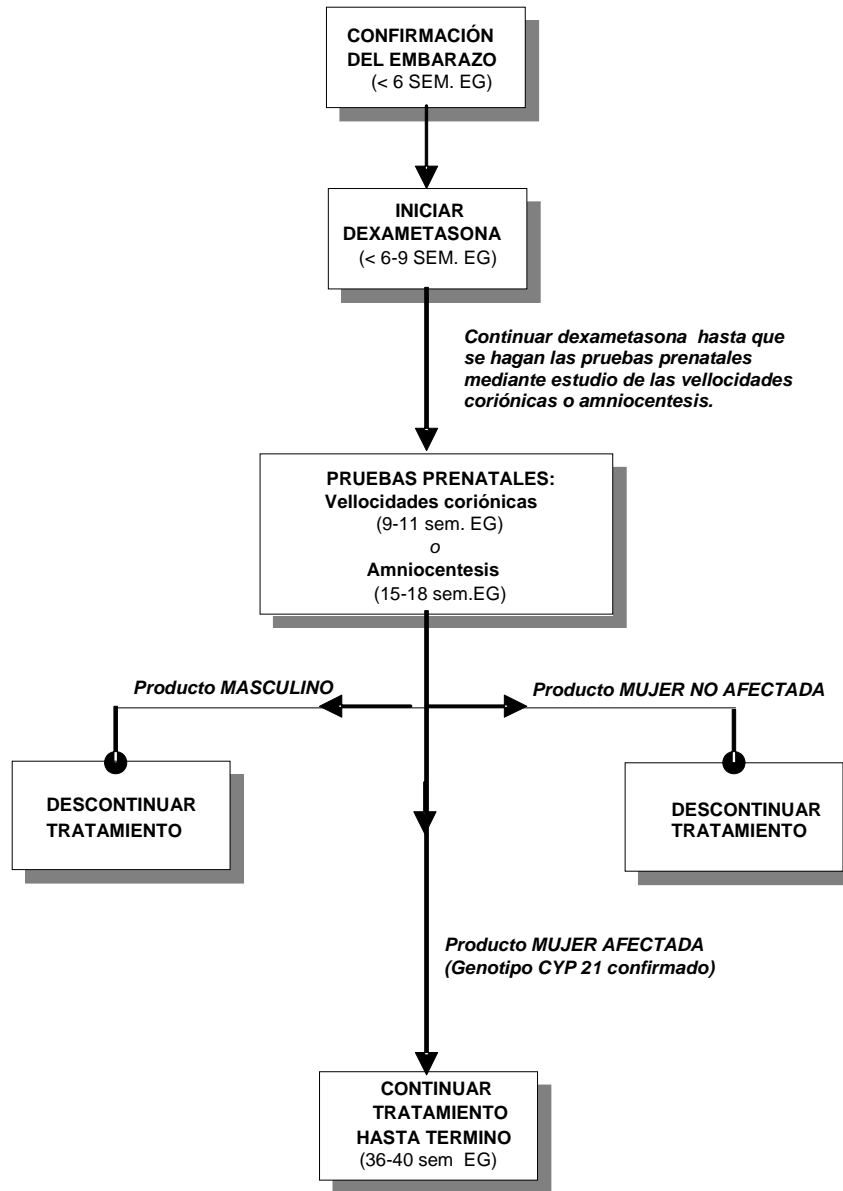 CONFIRMACIÓN
DEL EMBARAZO
(< 6 SEM. EG)
INICIAR
DEXAMETASONA
(< 6-9 SEM. EG)
Continuar dexametasona hasta que
se hagan las pruebas prenatales
mediante estudio de las vellocidades
coriónicas o amniocentesis.
PRUEBAS PRENATALES:
Vellocidades coriónicas
(9-11 sem. EG)
o
Amniocentesis
(15-18 sem.EG)
Producto MASCULINO
Producto MUJER NO AFECTADA
DESCONTINUAR
TRATAMIENTO
DESCONTINUAR
TRATAMIENTO
Producto MUJER AFECTADA
(Genotipo CYP 21 confirmado)
CONTINUAR
TRATAMIENTO
HASTA TERMINO
(36-40 sem EG)